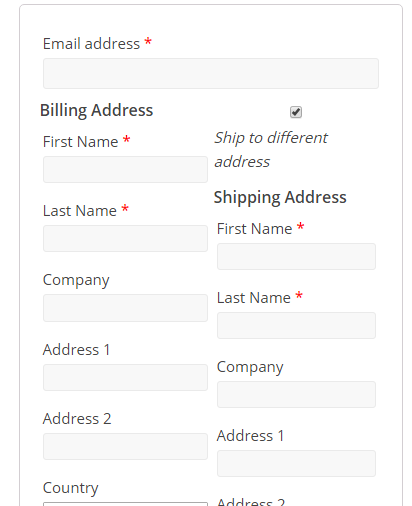 Email address *
Billing Address
First Name *
Last Name *
Company
Address 1
Address 2
Country
Ship to different
address
Shipping Address
First Name *
Last Name *
Company
Address 1
Address 2